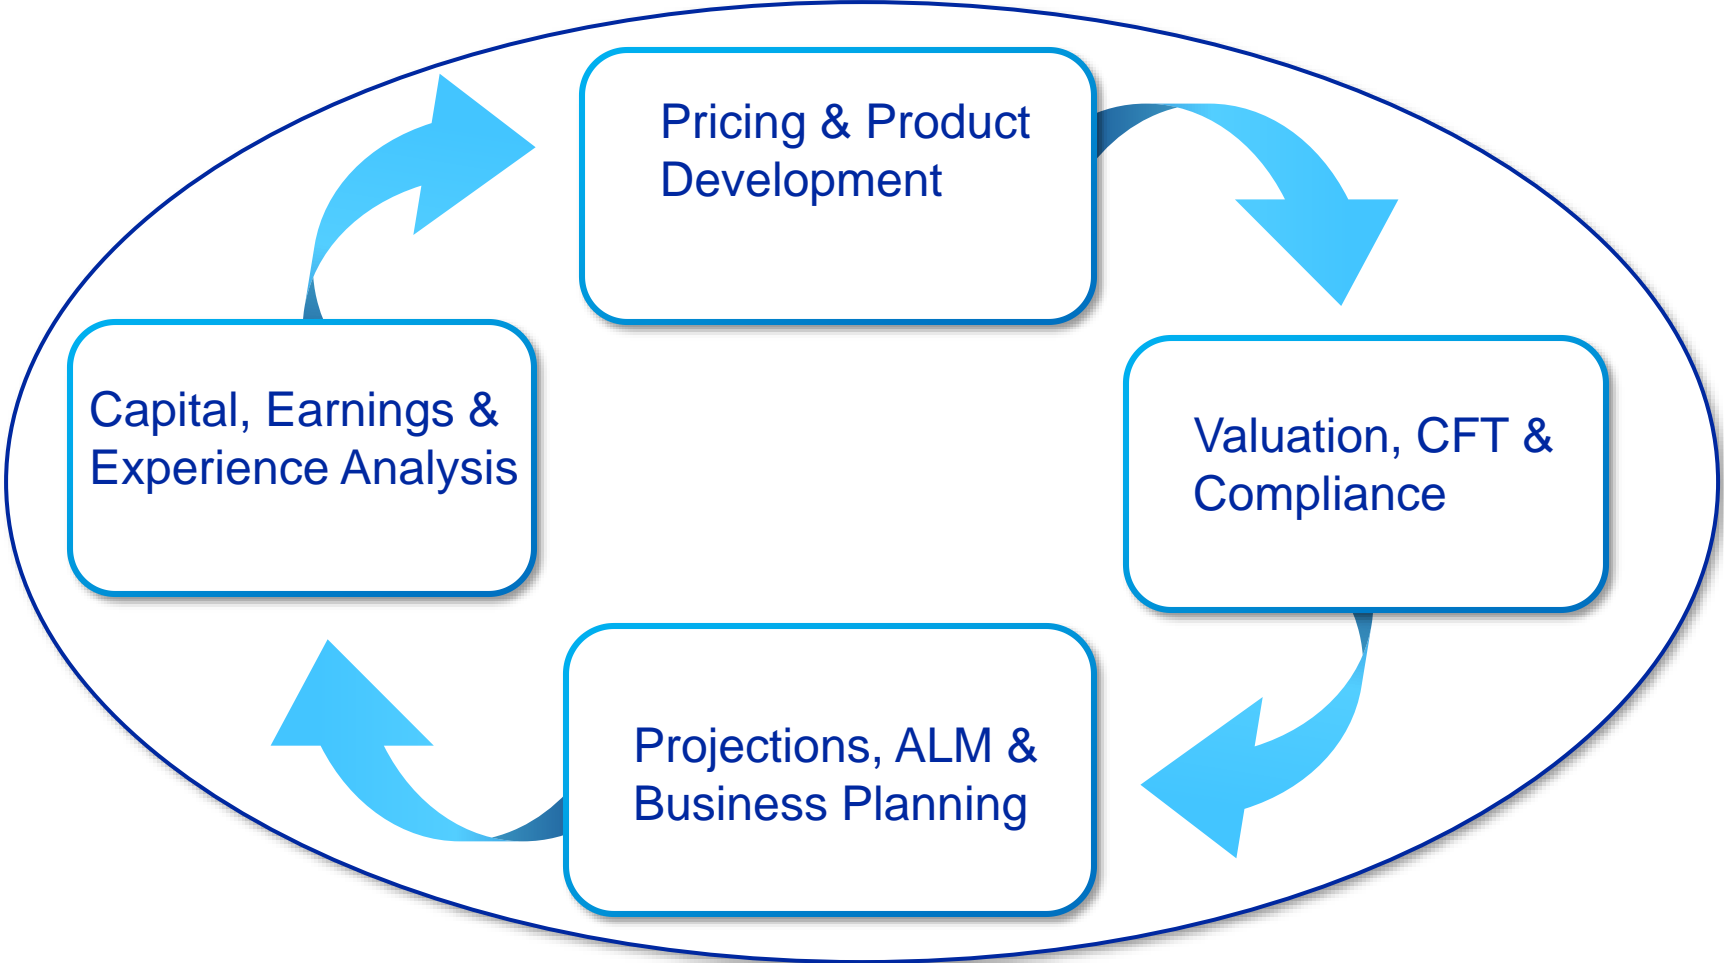 Pricing & Product
Development
Capital, Earnings &
Experience Analysis
Valuation, CFT &
Compliance
Projections, ALM &
Business Planning